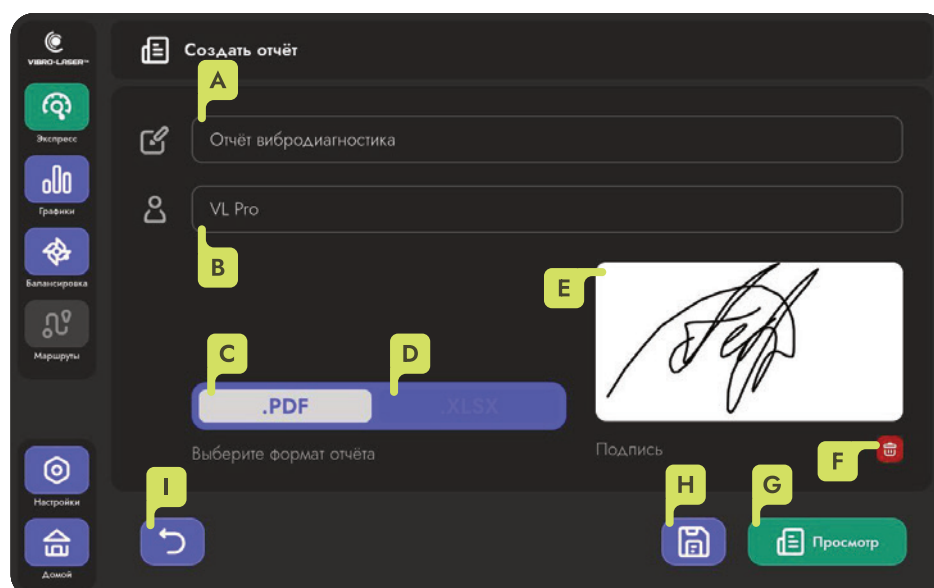 VIBRO-LASER™
Создать отчёт
A
Экспресс
Отчёт вибродиагностика
Графики
VL Pro
B
E
Балансировка
Маршруты
C
D
.PDF
.XLSX
Выберите формат отчёта
Подпись
F
Настройки
I
H
G
Просмотр
Домой